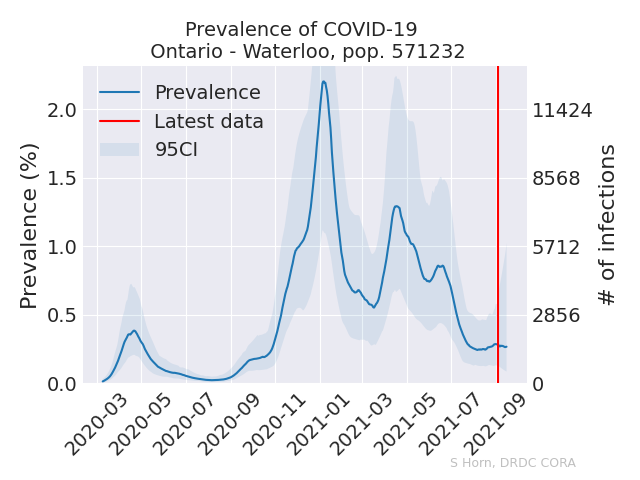 Prevalence of COVID-19
Ontario - Waterloo, pop. 571232
Prevalence
Latest data
95CI
Prevalence (%)
2.0
1.5
1.0
0.5
0.0
11424
8568
5712
2856
0
# of infections
2020-03
2020-05
2020-07
2020-09
2020-11
2021-01
2021-03
2021-05
2021-07
2021-09
S Horn, DRDC CORA